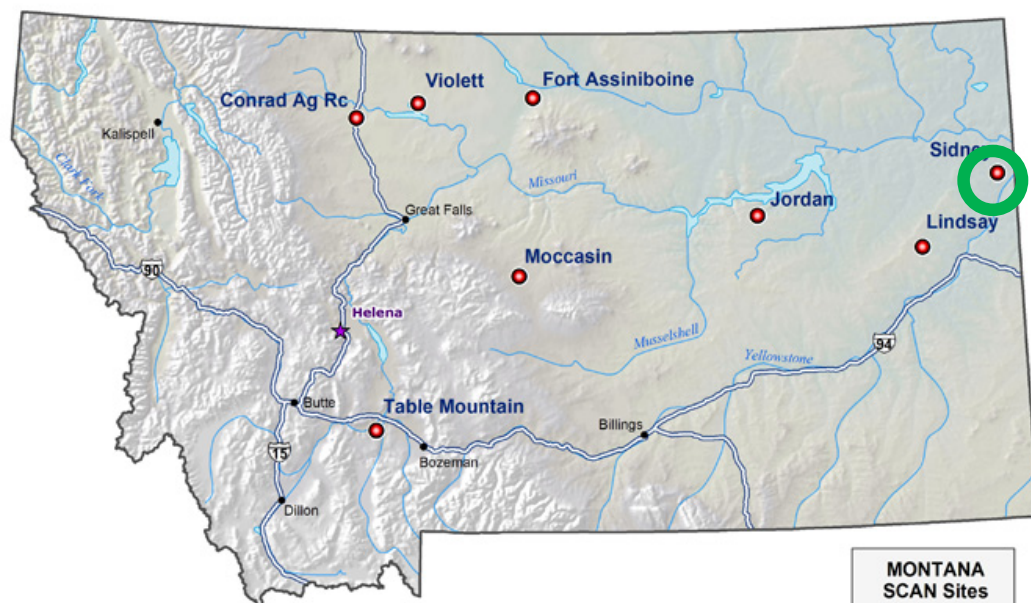 Violett
Fort Assiniboine
Conrad Ag Rc
Kalispell
Sidney
Clark Fork
Missouri
Jordan
Great Falls
Lindsay
90
Moccasin
Helena
Musselshell
94
Yellowstone
Butte
Table Mountain
Billings
15
Bozeman
Dillon
MONTANA
SCAN Sites